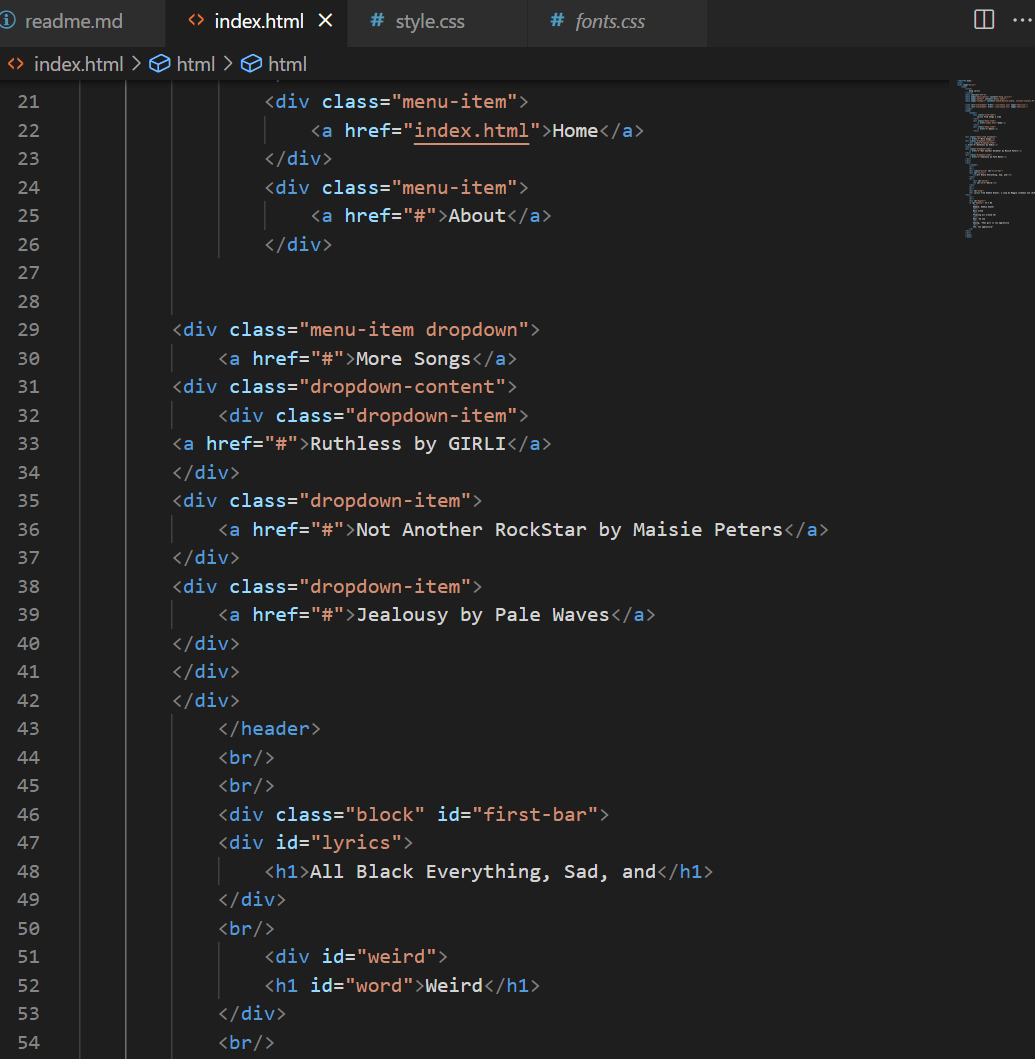 readme.md index.html style.css fonts.css
index.html > html > html
21 <div class="menu-item">
22 <a href="index.html">Home</a>
23 </div>
24 <div class="menu-item">
25 <a href="#">About</a>
26 </div>
27
28
29 <div class="menu-item dropdown">
30 <a href="#">More Songs</a>
31 <div class="dropdown-content">
32 <div class="dropdown-item">
33 <a href="#">Ruthless by GIRLI</a>
34 </div>
35 <div class="dropdown-item">
36 <a href="#">Not Another RockStar by Maisie Peters</a>
37 </div>
38 <div class="dropdown-item">
39 <a href="#">Jealousy by Pale Waves</a>
40 </div>
41 </div>
42 </div>
43 </header>
44 <br/>
45 <br/>
46 <div class="block" id="first-bar">
47 <div id="lyrics">
48 <h1>All Black Everything, Sad, and</h1>
49 </div>
50 <br/>
51 <div id="weird">
52 <h1 id="word">Weird</h1>
53 </div>
54 <br/>